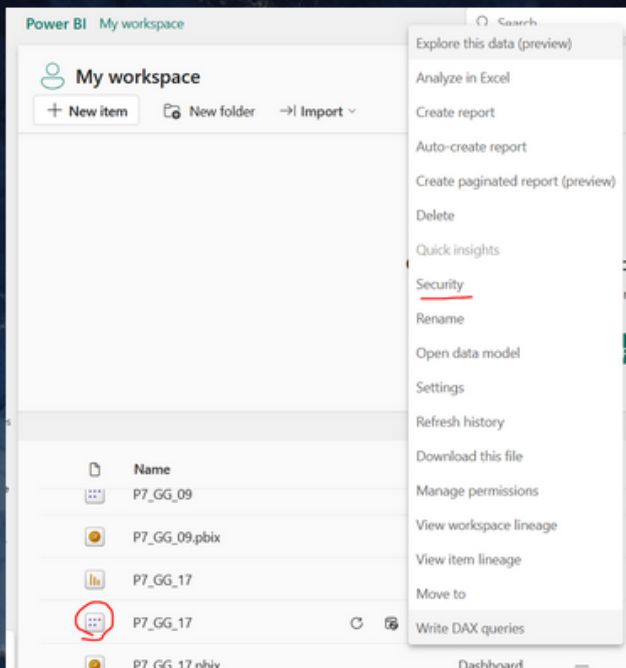 Power BI My workspace
Search
My workspace
New item New folder Import
Explore this data (preview)
Analyze in Excel
Create report
Auto-create report
Create paginated report (preview)
Delete
Quick insights
Security
Rename
Open data model
Settings
Refresh history
Download this file
Manage permissions
View workspace lineage
View item lineage
Move to
Write DAX queries
Name
P7_GG_09
P7_GG_09.pbix
P7_GG_17
P7_GG_17
P7_GG_17.pbix Dashboard —